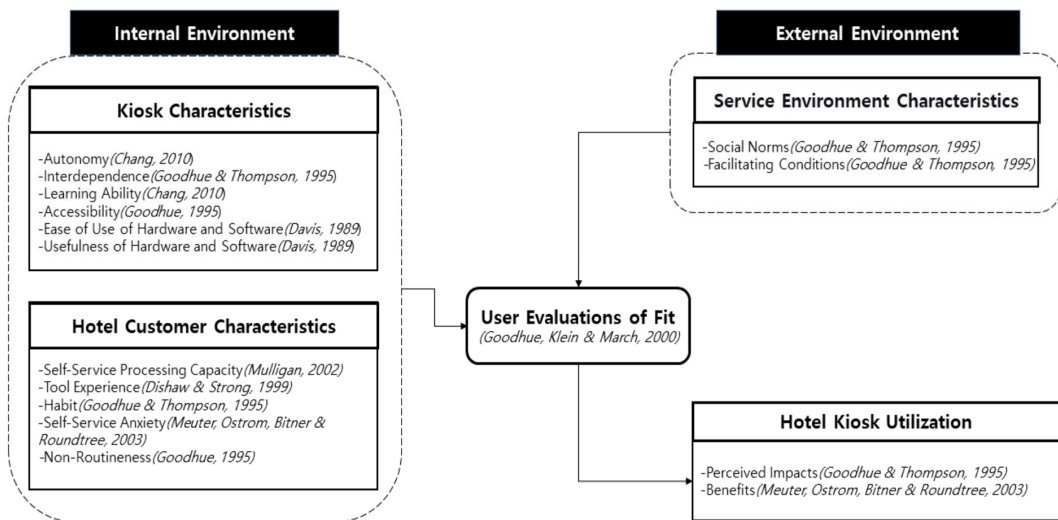 Internal Environment
Kiosk Characteristics
-Autonomy(Chang, 2010)
-Interdependence(Goodhue & Thompson, 1995)
-Learning Ability(Chang, 2010)
-Accessibility(Goodhue, 1995)
-Ease of Use of Hardware and Software(Davis, 1989)
-Usefulness of Hardware and Software(Davis, 1989)
Hotel Customer Characteristics
-Self-Service Processing Capacity(Mulligan, 2002)
-Tool Experience(Dishaw & Strong, 1999)
-Habit(Goodhue & Thompson, 1995)
-Self-Service Anxiety(Meuter, Ostrom, Bitner &
Roundtree, 2003)
-Non-Routineness(Goodhue, 1995)
External Environment
Service Environment Characteristics
-Social Norms(Goodhue & Thompson, 1995)
-Facilitating Conditions(Goodhue & Thompson, 1995)
User Evaluations of Fit
(Goodhue, Klein & March, 2000)
Hotel Kiosk Utilization
-Perceived Impacts(Goodhue & Thompson, 1995)
-Benefits(Meuter, Ostrom, Bitner & Roundtree, 2003)